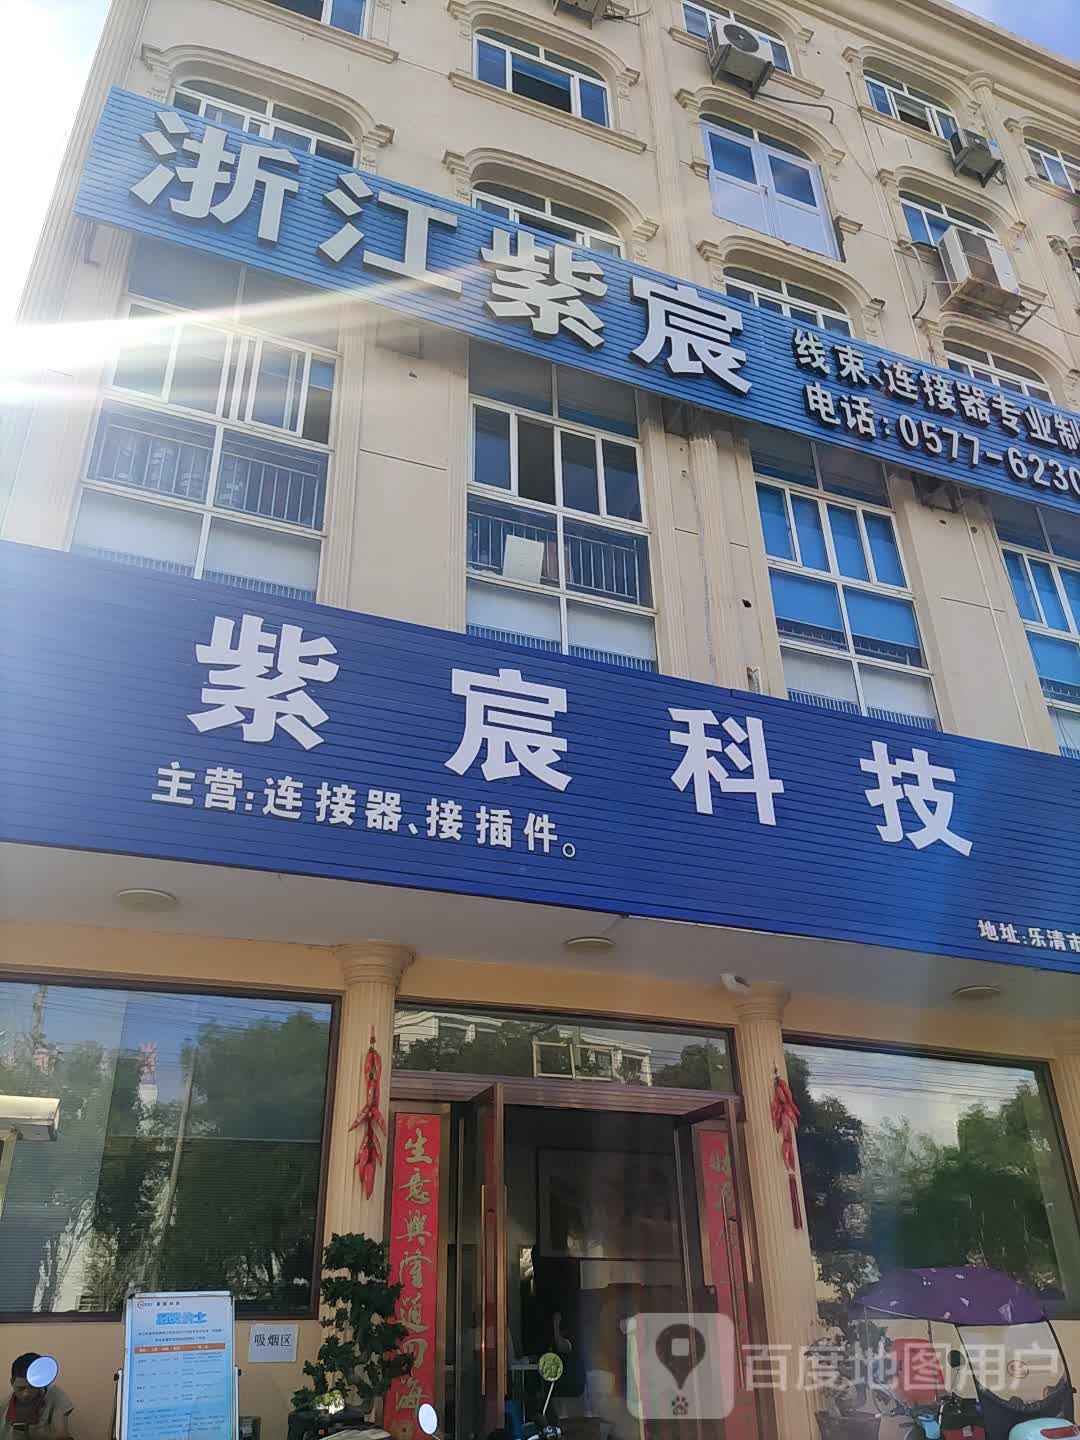 浙江紫宸
线束、连接器专业制
电话:0577-6230
紫宸科技
主营:连接器、接插件。
地址:乐清市
生意興隆道四海
吸烟区
百度地图用户